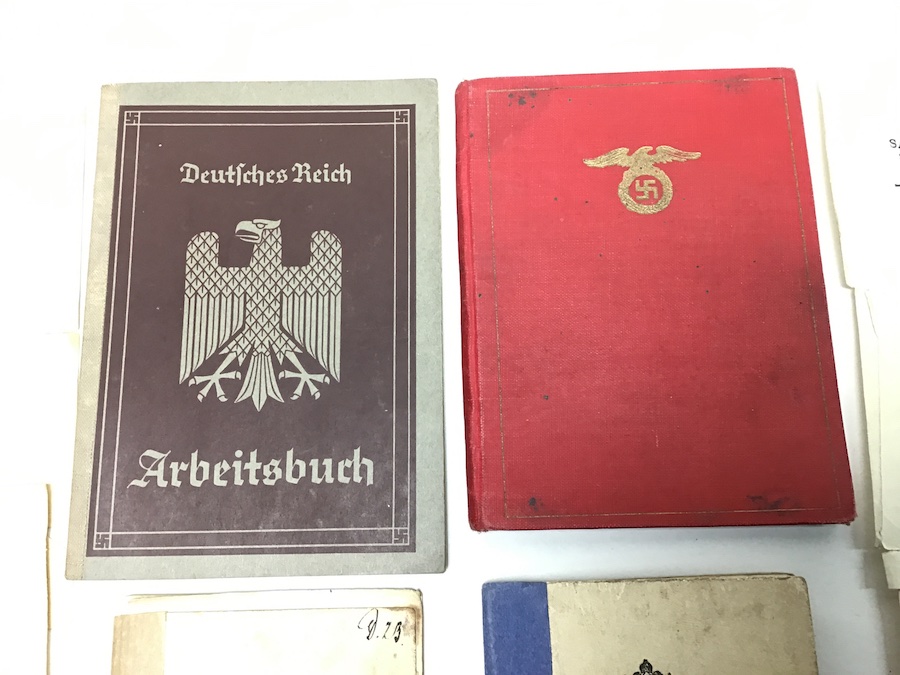 Deutsches Reich
Arbeitsbuch